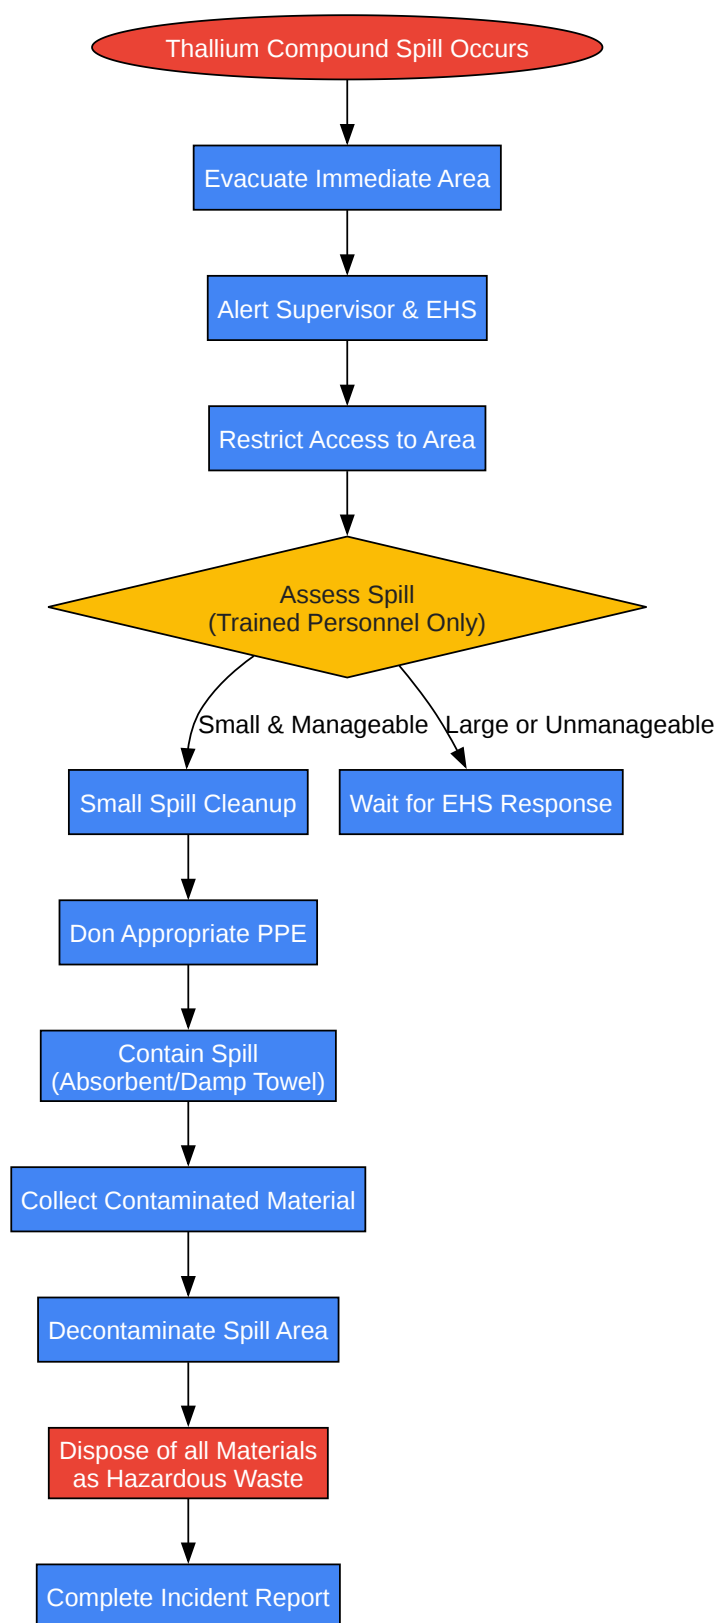 Thallium Compound Spill Occurs
Evacuate Immediate Area
Alert Supervisor & EHS
Restrict Access to Area
Assess Spill
(Trained Personnel Only)
Small & Manageable
Large or Unmanageable
Small Spill Cleanup
Wait for EHS Response
Don Appropriate PPE
Contain Spill
(Absorbent/Damp Towel)
Collect Contaminated Material
Decontaminate Spill Area
Dispose of all Materials
as Hazardous Waste
Complete Incident Report